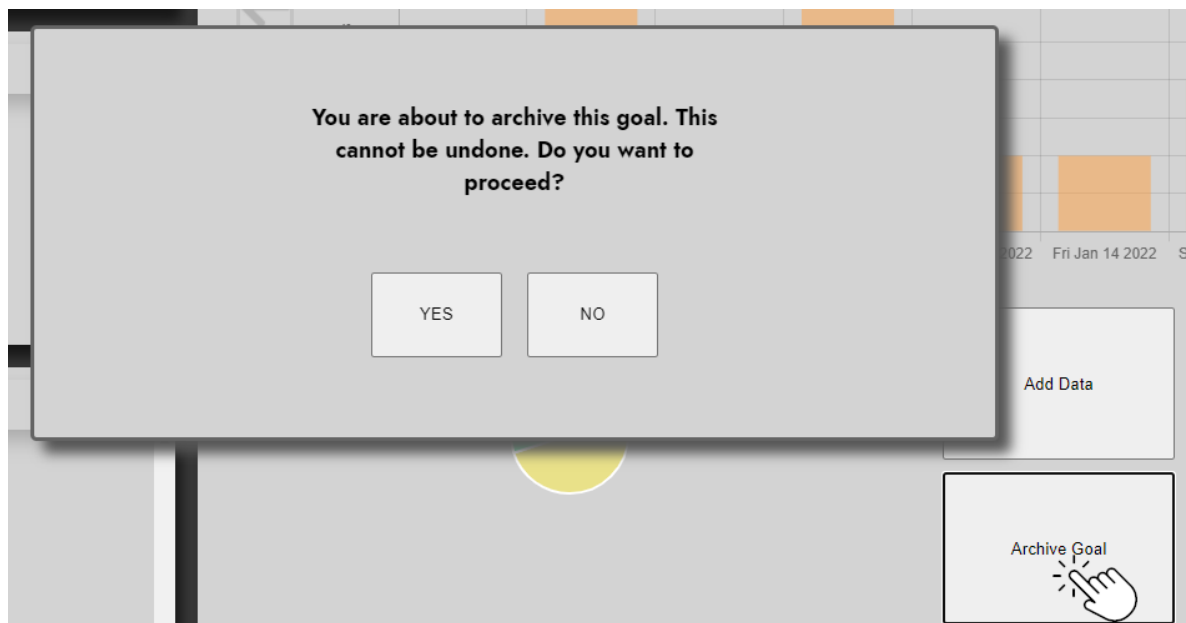 You are about to archive this goal. This
cannot be undone. Do you want to
proceed?
YES
NO
2022
Fri Jan 14 2022
S
Add Data
Archive Goal